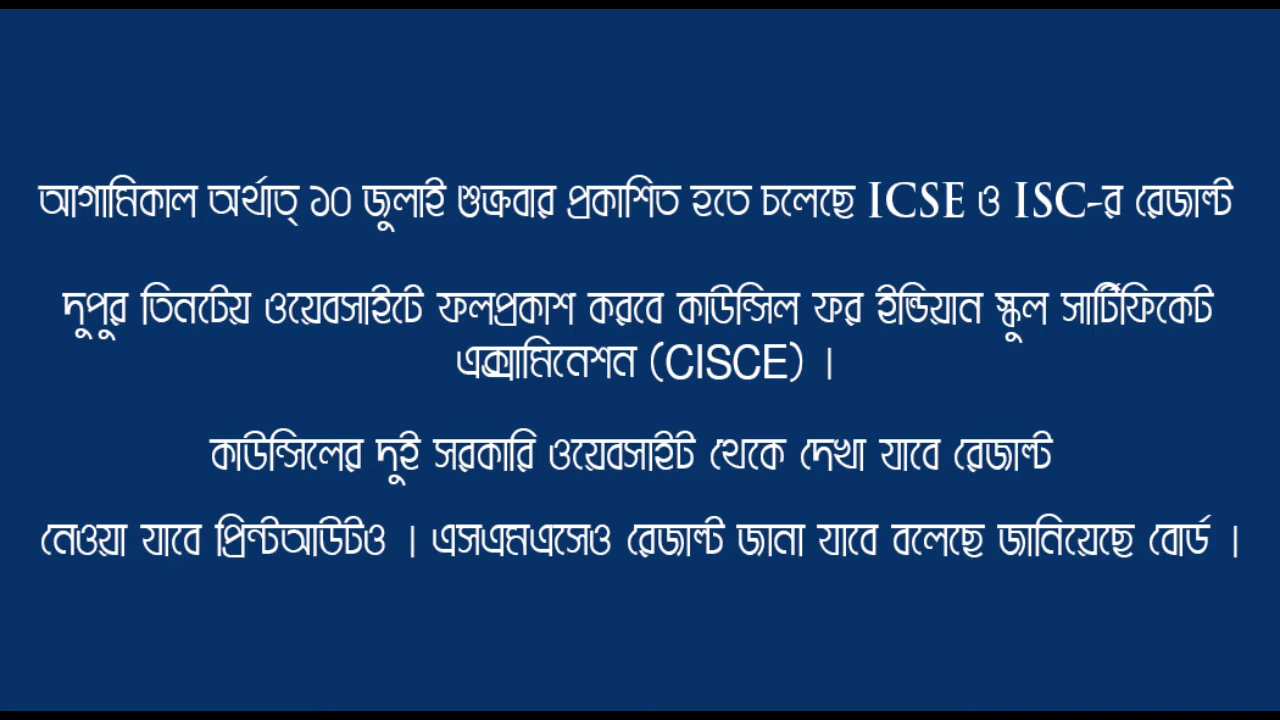 আগামিকাল অর্থাত্ ১০ জুলাই শুক্রবার প্রকাশিত হতে চলেছে ICSE ও ISC-র রেজাল্ট
দুপুর তিনটেয় ওয়েবসাইটে ফলপ্রকাশ করবে কাউন্সিল ফর ইন্ডিয়ান স্কুল সার্টিফিকেট
এক্সামিনেশন (CISCE) ।
কাউন্সিলের দুই সরকারি ওয়েবসাইট থেকে দেখা যাবে রেজাল্ট
নেওয়া যাবে প্রিন্টআউটও । এসএমএসেও রেজাল্ট জানা যাবে বলেছে জানিয়েছে বোর্ড ।